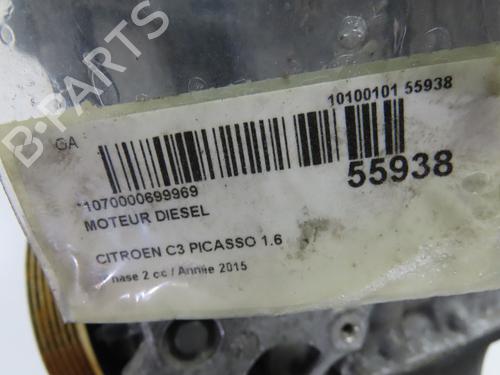 B-PARTS
GA
10100101 55938
55938
*1070000699969
MOTEUR DIESEL
CITROEN C3 PICASSO 1.6
hase 2 cc / Année 2015